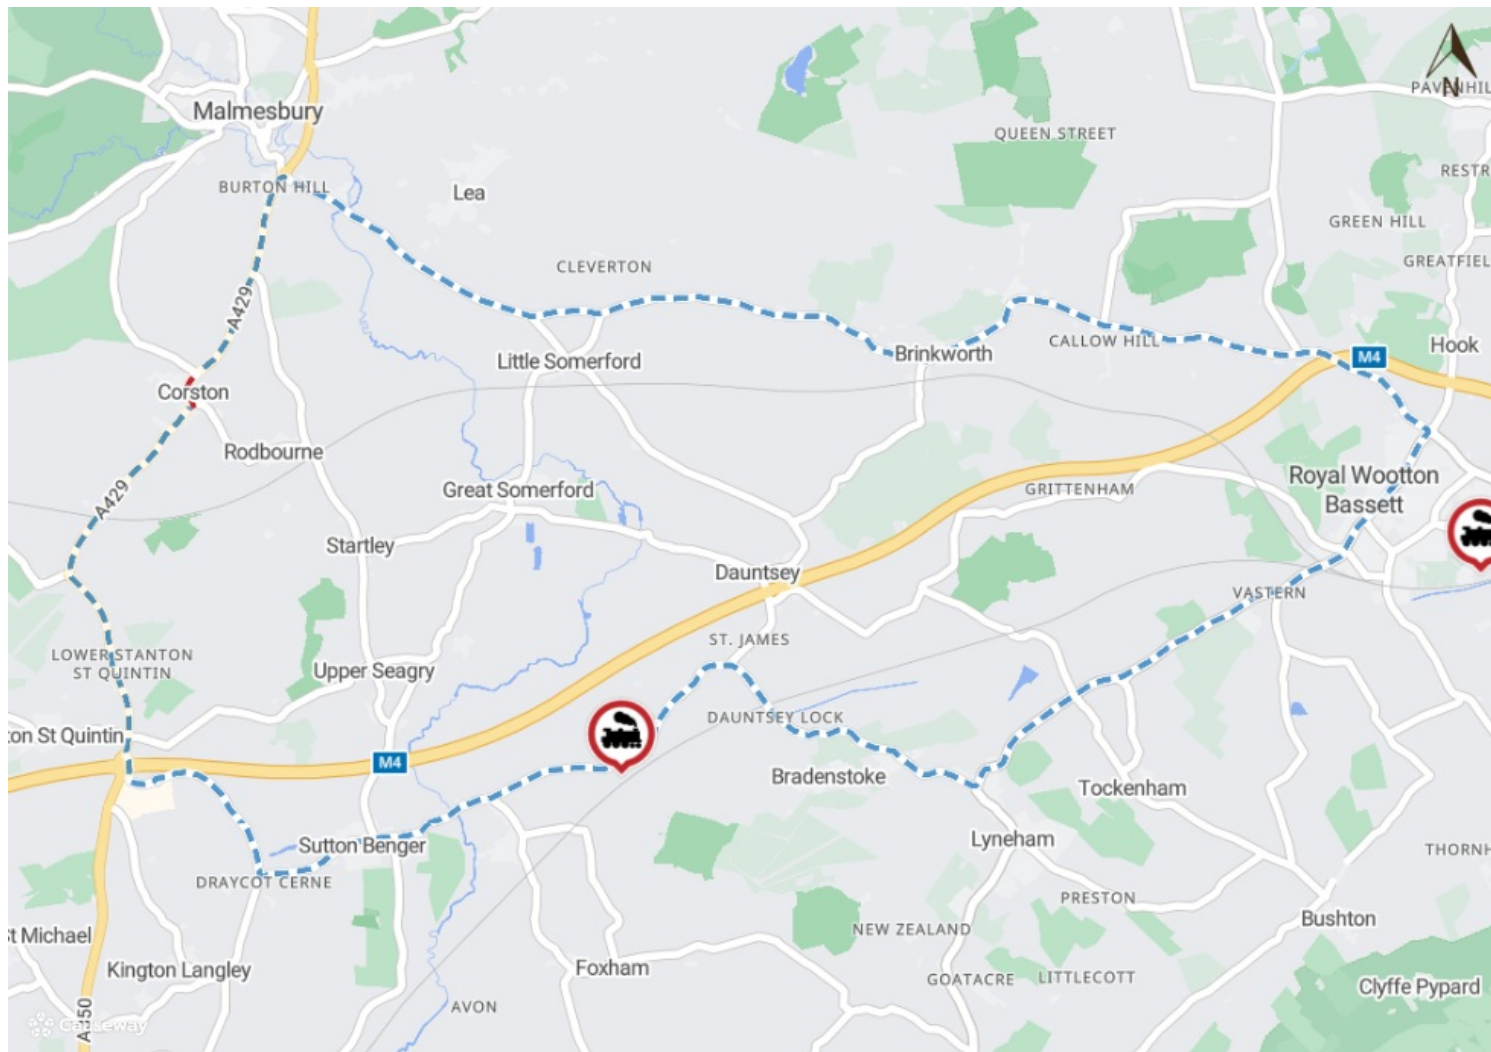 N
PAVENHIL
Malmesbury
QUEEN STREET
RESTR
BURTON HILL
Lea
GREEN HILL
CLEVERTON
GREATFIEL
A429
Callow Hill
Hook
M4
Brinkworth
Little Somerford
Corston
Rodbourne
Royal Wootton
Bassett
Great Somerford
GRITTENHAM
A429
Startley
Dauntsey
VASTERN
ST. JAMES
LOWER STANTON
ST QUINTIN
Upper Seagry
DAUNTSEY LOCK
ton St Quintin
M4
Bradenstoke
Tockenham
Sutton Benger
Lyneham
THORNH
DRAYCOT CERNE
PRESTON
Bushton
St Michael
NEW ZEALAND
Kington Langley
Foxham
GOATACRE
LITTLECOTT
Clyffe Pypard
AVON
A350
Causeway